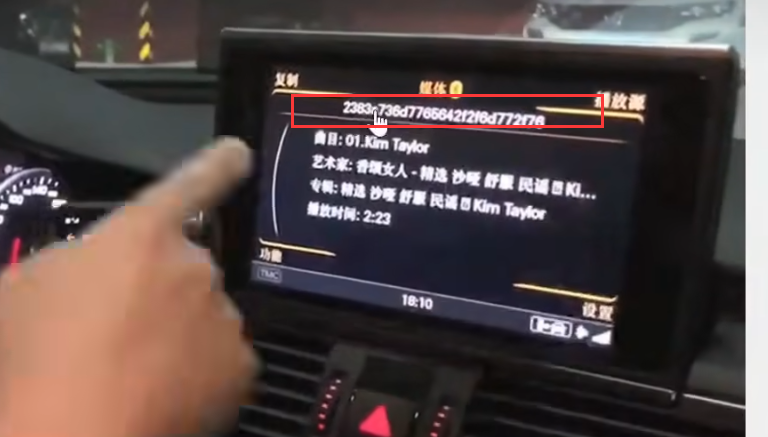 复制
媒体
播放源
曲目: 01.Kim Taylor
艺术家: 香颂女人 - 精选 沙哑 舒服 民谣 Ki...
专辑: 精选 沙哑 舒服 民谣 Kim Taylor
播放时间: 2:23
功能
TMC
18:10
设置